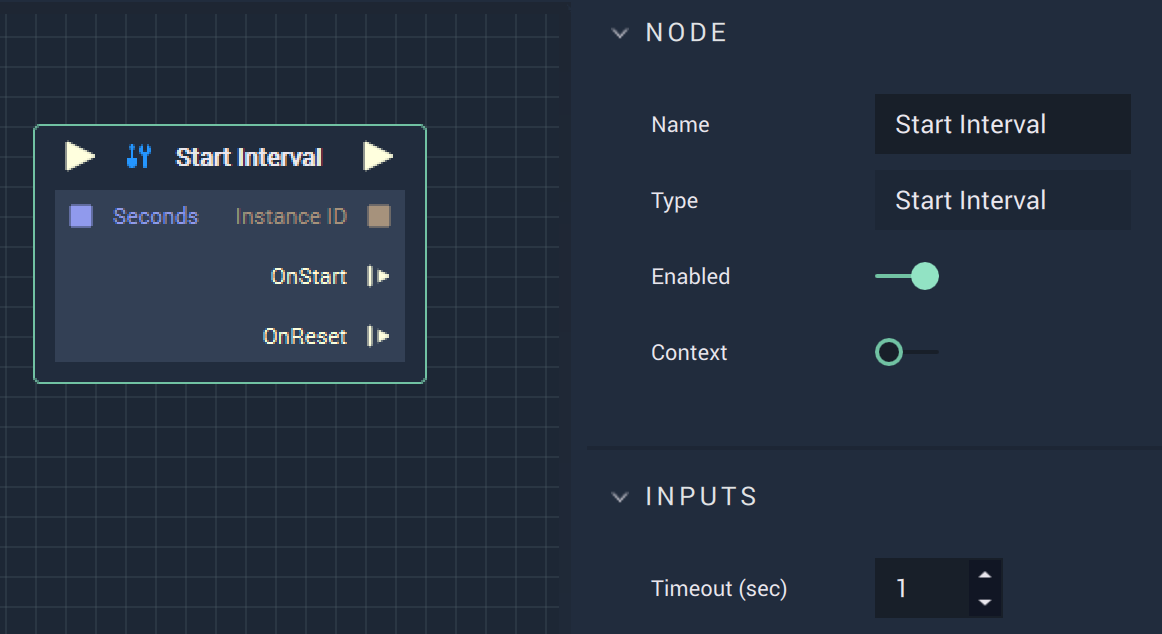 Start Interval
Seconds
Instance ID
OnStart
OnReset
NODE
Name
Start Interval
Type
Start Interval
Enabled
Context
INPUTS
Timeout (sec)
1